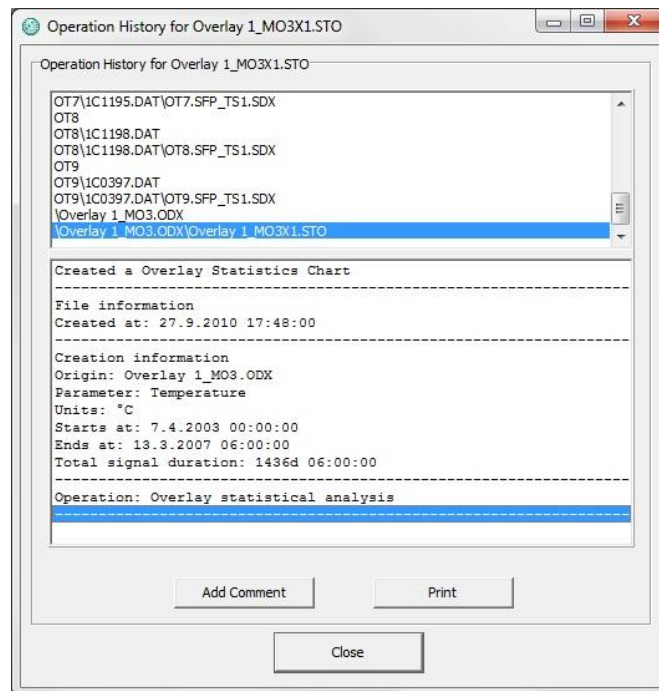 Operation History for Overlay 1_MO3X1.STO
Operation History for Overlay 1_MO3X1.STO
OT7\1C1195.DAT\OT7.SFP_TS1.SDX
OT8
OT8\1C1198.DAT
OT8\1C1198.DAT\OT8.SFP_TS1.SDX
OT9
OT9\1C0397.DAT
OT9\1C0397.DAT\OT9.SFP_TS1.SDX
\Overlay 1_MO3.ODX
\Overlay 1_MO3.ODX\Overlay 1_MO3X1.STO
Created a Overlay Statistics Chart
File information
Created at: 27.9.2010 17:48:00
Creation information
Origin: Overlay 1_MO3.ODX
Parameter: Temperature
Units: °C
Starts at: 7.4.2003 00:00:00
Ends at: 13.3.2007 06:00:00
Total signal duration: 1436d 06:00:00
Operation: Overlay statistical analysis
Add Comment Print
Close